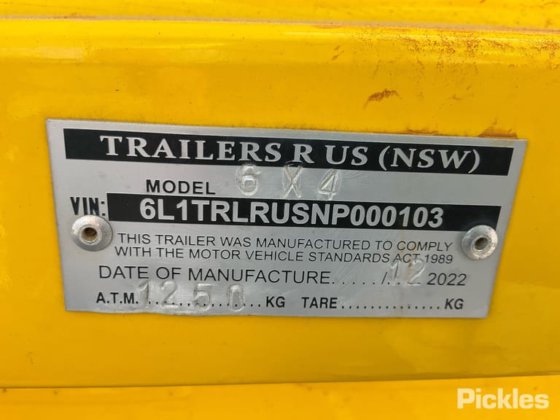 TRAILERS R US (NSW)
MODEL 6 X 4
VIN: 6L1TRLRUSNP000103
THIS TRAILER WAS MANUFACTURED TO COMPLY
WITH THE MOTOR VEHICLE STANDARDS ACT 1989
DATE OF MANUFACTURE...../12 2022
A.T.M. 1250 KG TARE...............KG
Pickles